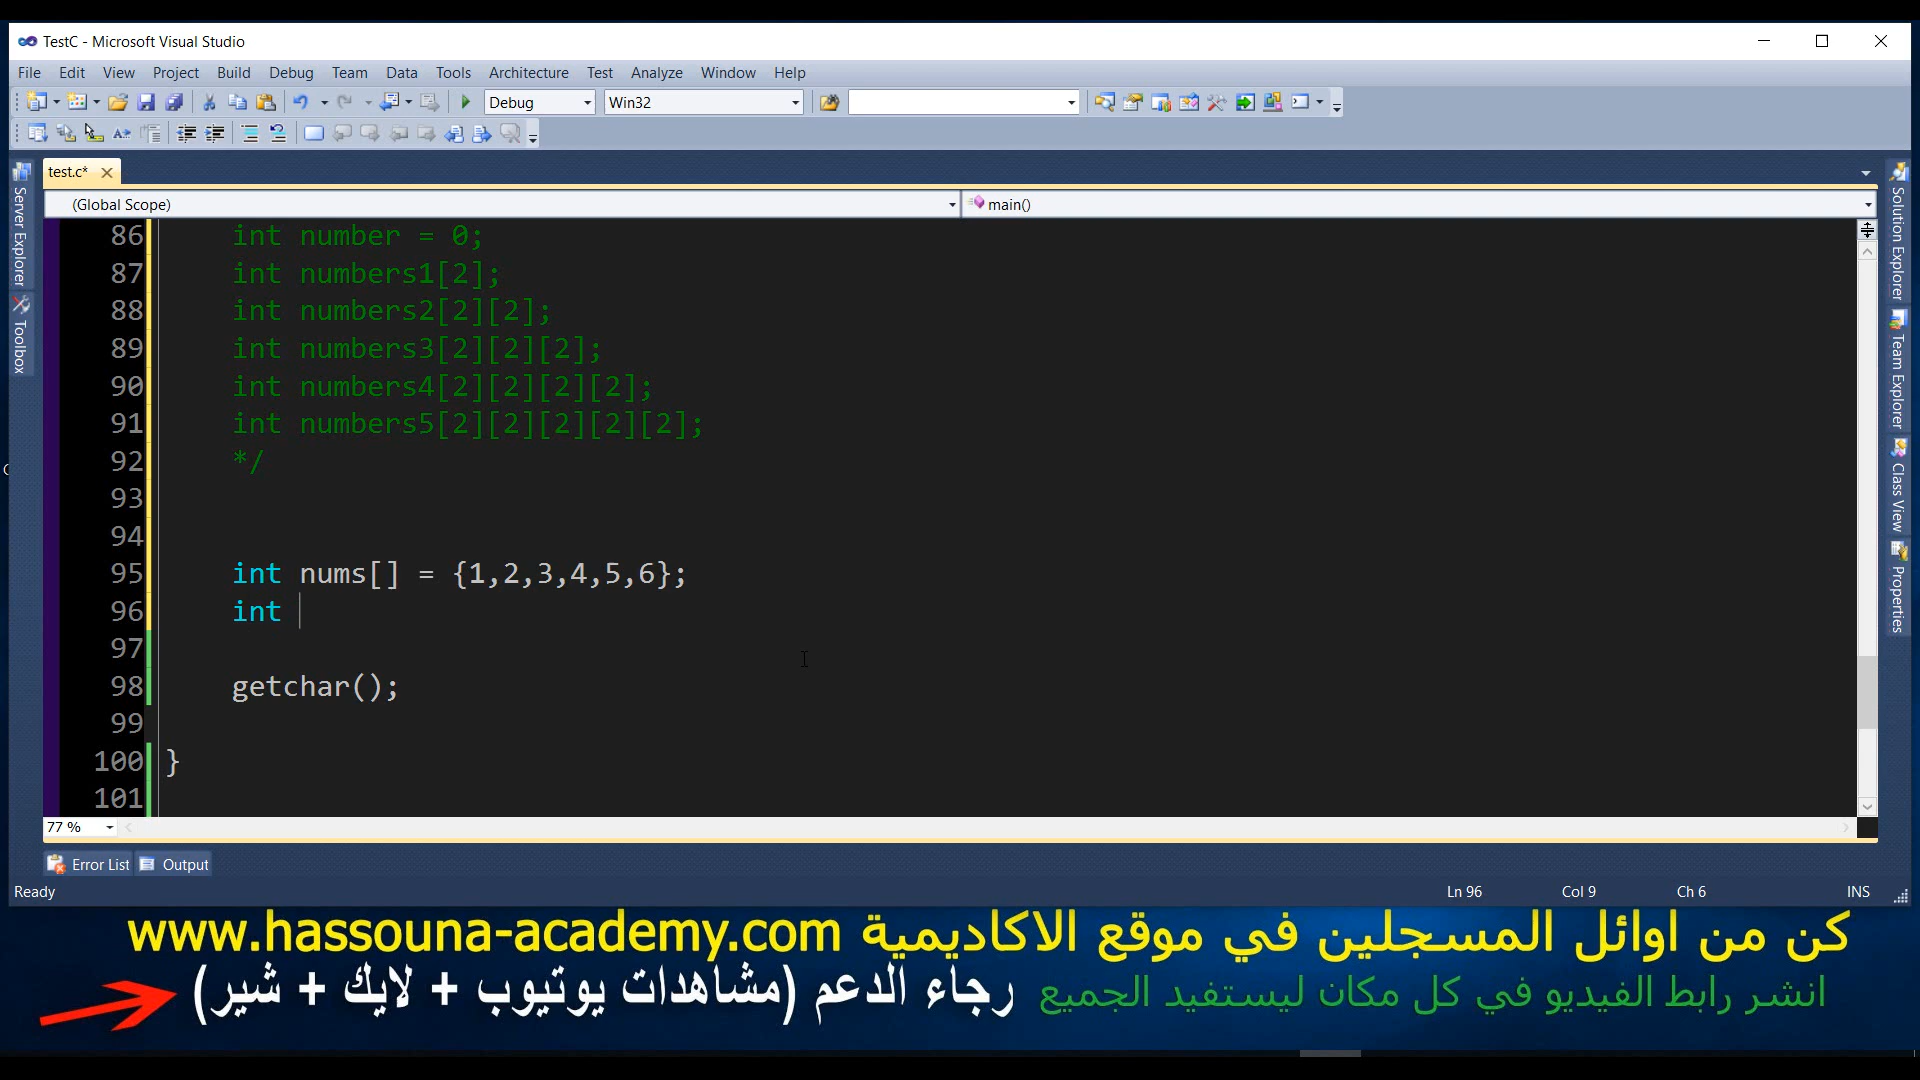 TestC - Microsoft Visual Studio
File Edit View Project Build Debug Team Data Tools Architecture Test Analyze Window Help
Debug Win32
test.c*
(Global Scope) main()
Server Explorer
Toolbox
Solution Explorer
Team Explorer
Class View
Properties
86 int number = 0;
87 int numbers1[2];
88 int numbers2[2][2];
89 int numbers3[2][2][2];
90 int numbers4[2][2][2][2];
91 int numbers5[2][2][2][2][2];
92 */
93
94
95 int nums[] = {1,2,3,4,5,6};
96 int
97
98 getchar();
99
100 }
101
77 %
Error List Output
Ready Ln 96 Col 9 Ch 6 INS
كن من اوائل المسجلين في موقع الاكاديمية www.hassouna-academy.com
انشر رابط الفيديو في كل مكان ليستفيد الجميع رجاء الدعم (مشاهدات يوتيوب + لايك + شير)